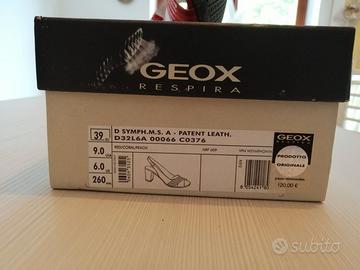 GEOX
RESPIRA
D SYMPH.M.S. A - PATENT LEATH.
D32L6A 00066 C0376
RED/CORAL/PEACH
39
9.0
6.0
260
GEOX
RESPIRA
PRODOTTO
ORIGINALE
120,00 €
subito